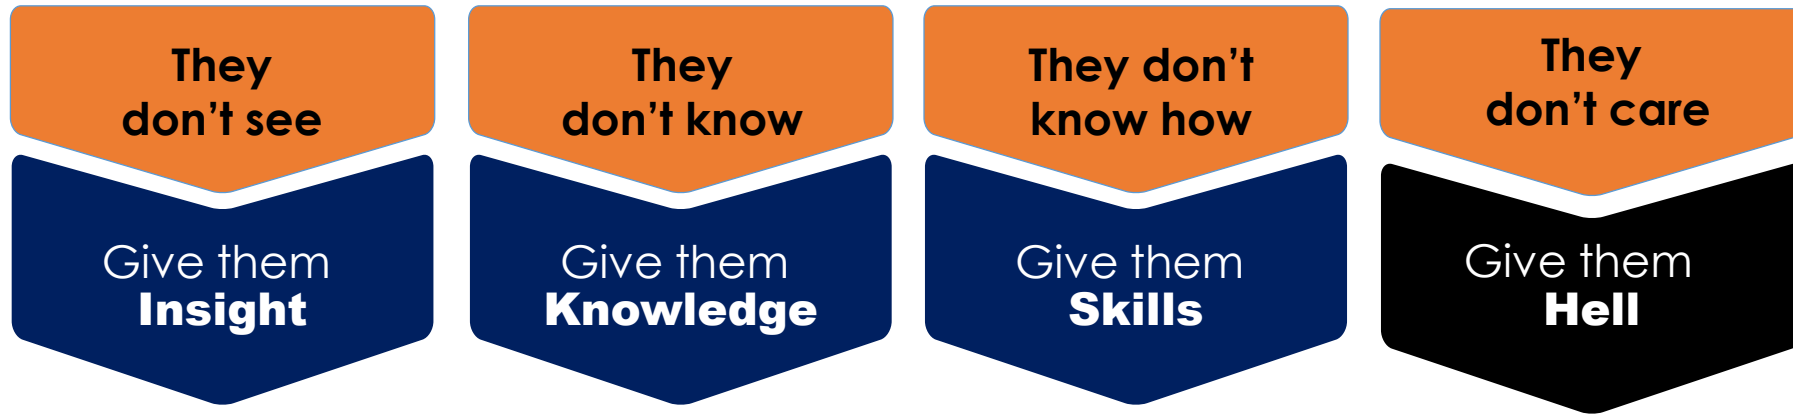 They
don’t see
Give them
Insight
They
don’t know
Give them
Knowledge
They don’t
know how
Give them
Skills
They
don’t care
Give them
Hell